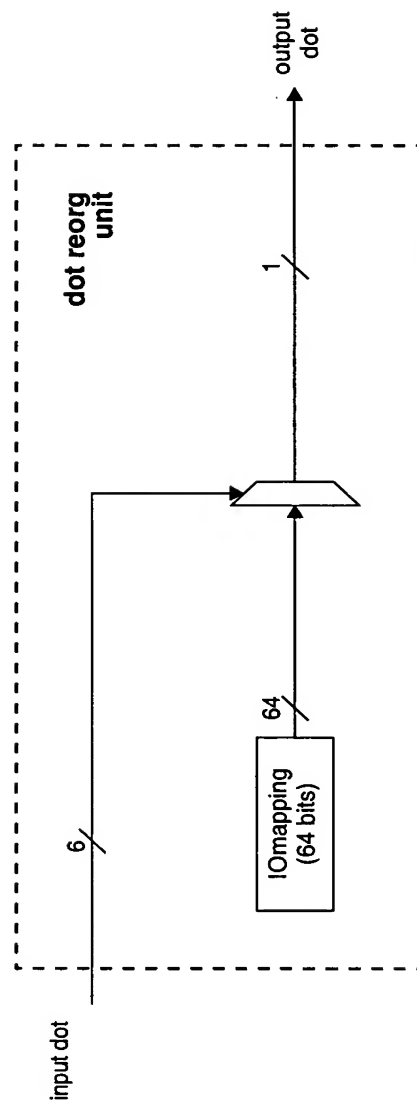 output
dot
dot reorg
unit
1
64
6
IOmapping
(64 bits)
input dot